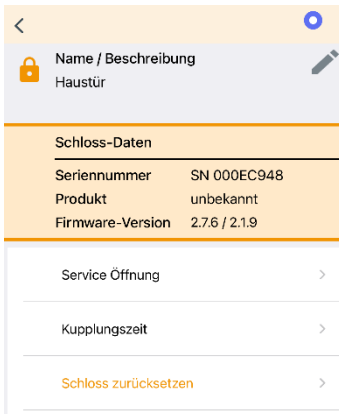 Name / Beschreibung
Haustür
Schloss-Daten
Seriennummer SN 000EC948
Produkt unbekannt
Firmware-Version 2.7.6 / 2.1.9
Service Öffnung
Kupplungszeit
Schloss zurücksetzen